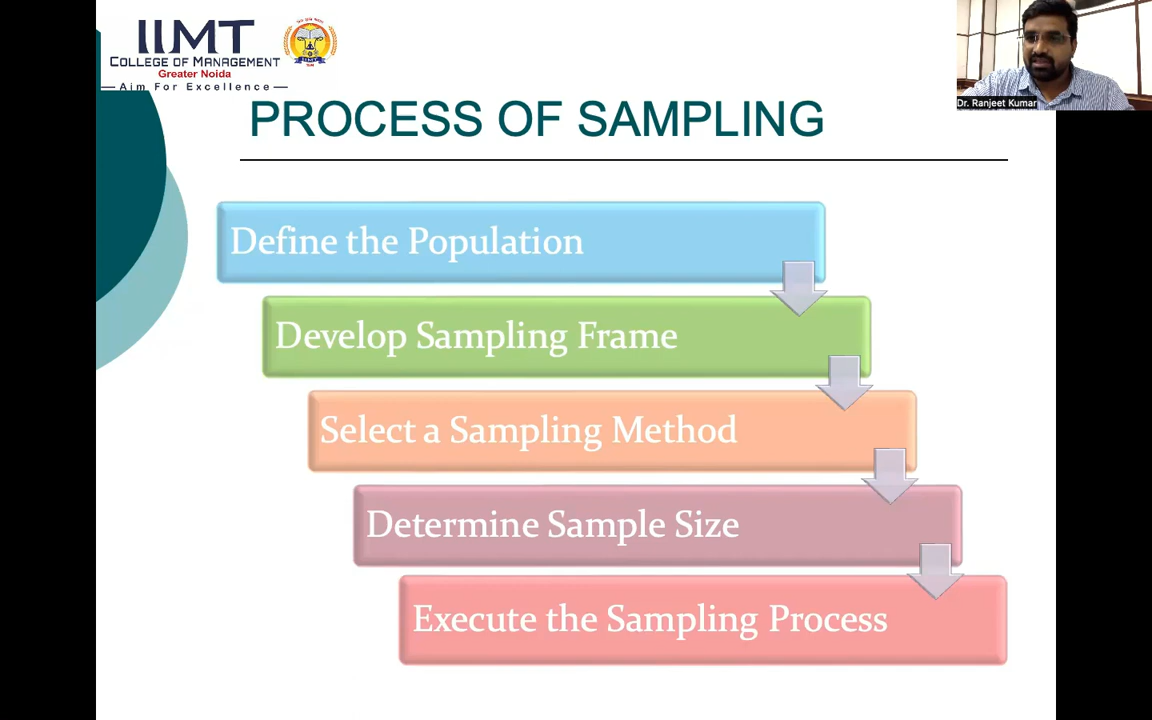 IIMT
COLLEGE OF MANAGEMENT
Greater Noida
—Aim For Excellence—
Dr. Ranjeet Kumar
PROCESS OF SAMPLING
Define the Population
Develop Sampling Frame
Select a Sampling Method
Determine Sample Size
Execute the Sampling Process